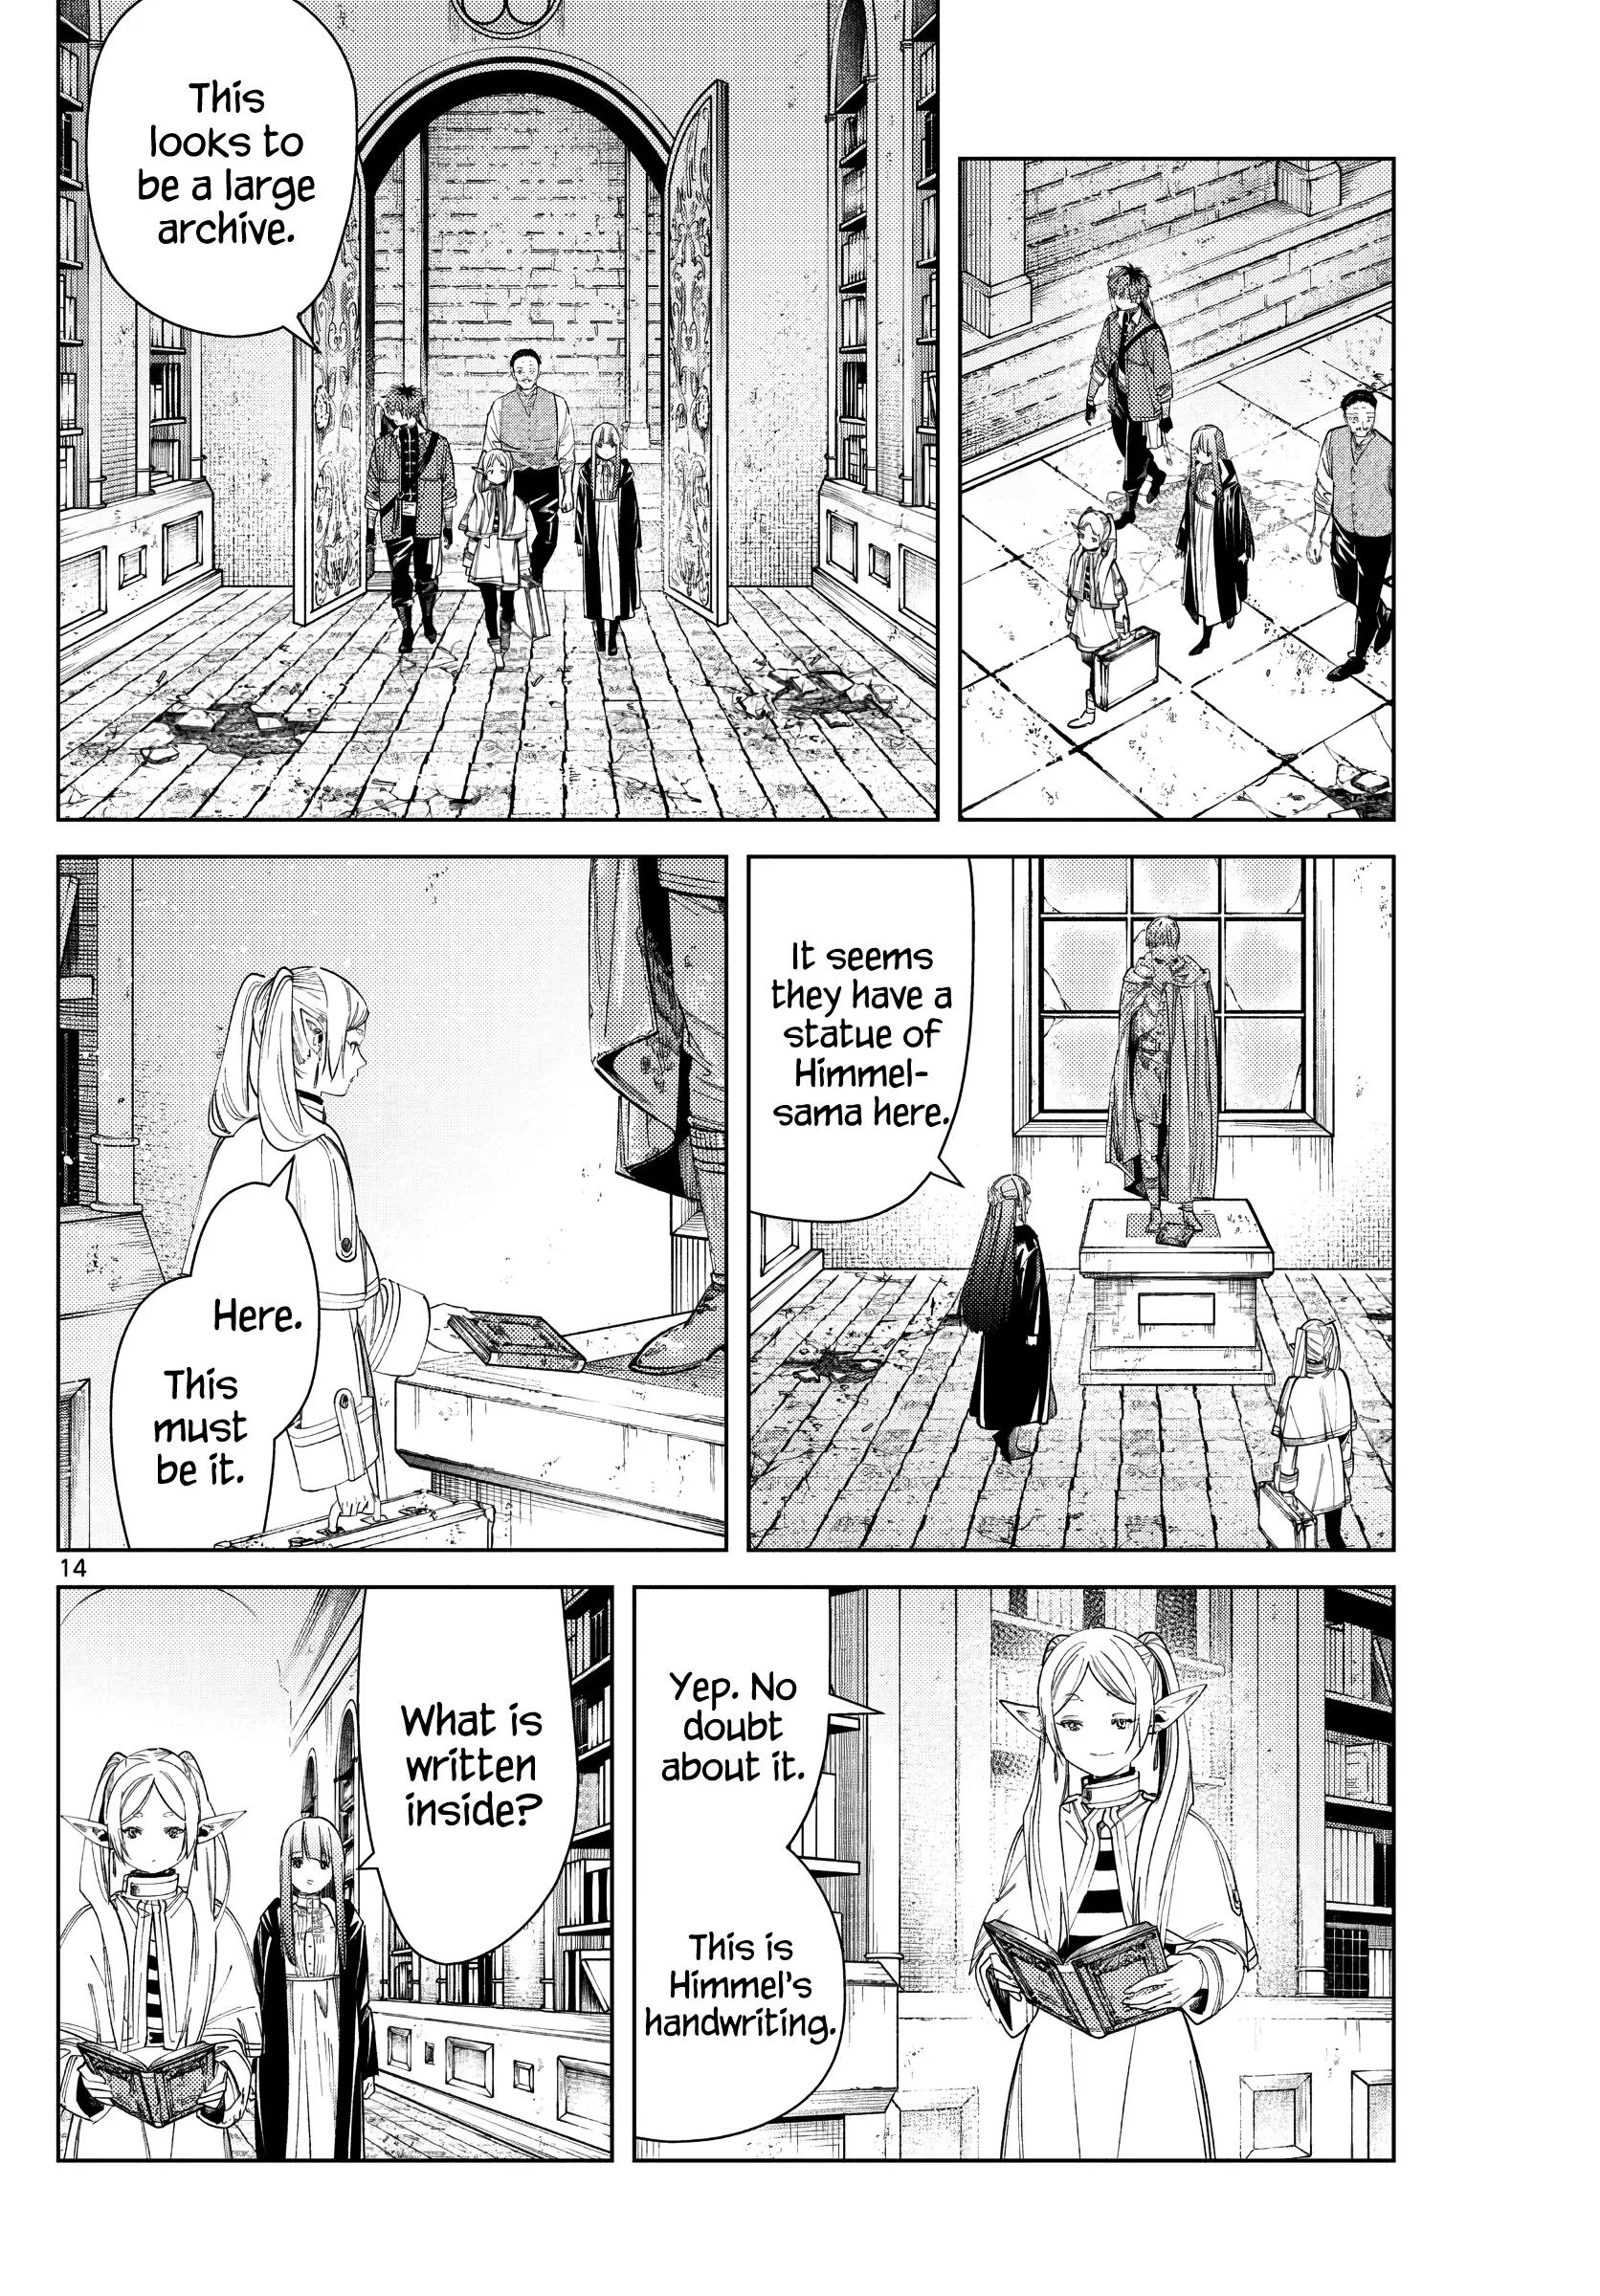 This
looks to
be a large
archive.
It seems
they have a
statue of
Himmel-
sama here.
Here.
This
must
be it.
14
Yep. No
doubt
about it.
This is
Himmel's
handwriting.
What is
written
inside?